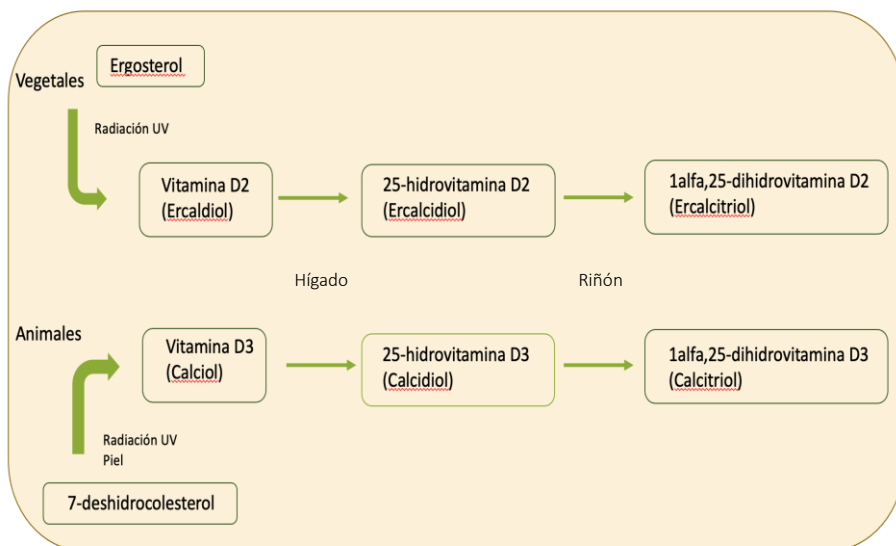 Ergosterol
Vegetales
Radiación UV
Vitamina D2
(Ercaldiol)
25-hidrovitamina D2
(Ercalcidiol)
1alfa,25-dihidrovitamina D2
(Ercalcitriol)
Hígado
Riñón
Animales
Vitamina D3
(Calciol)
25-hidrovitamina D3
(Calcidiol)
1alfa,25-dihidrovitamina D3
(Calcitriol)
Radiación UV
Piel
7-deshidrocolesterol